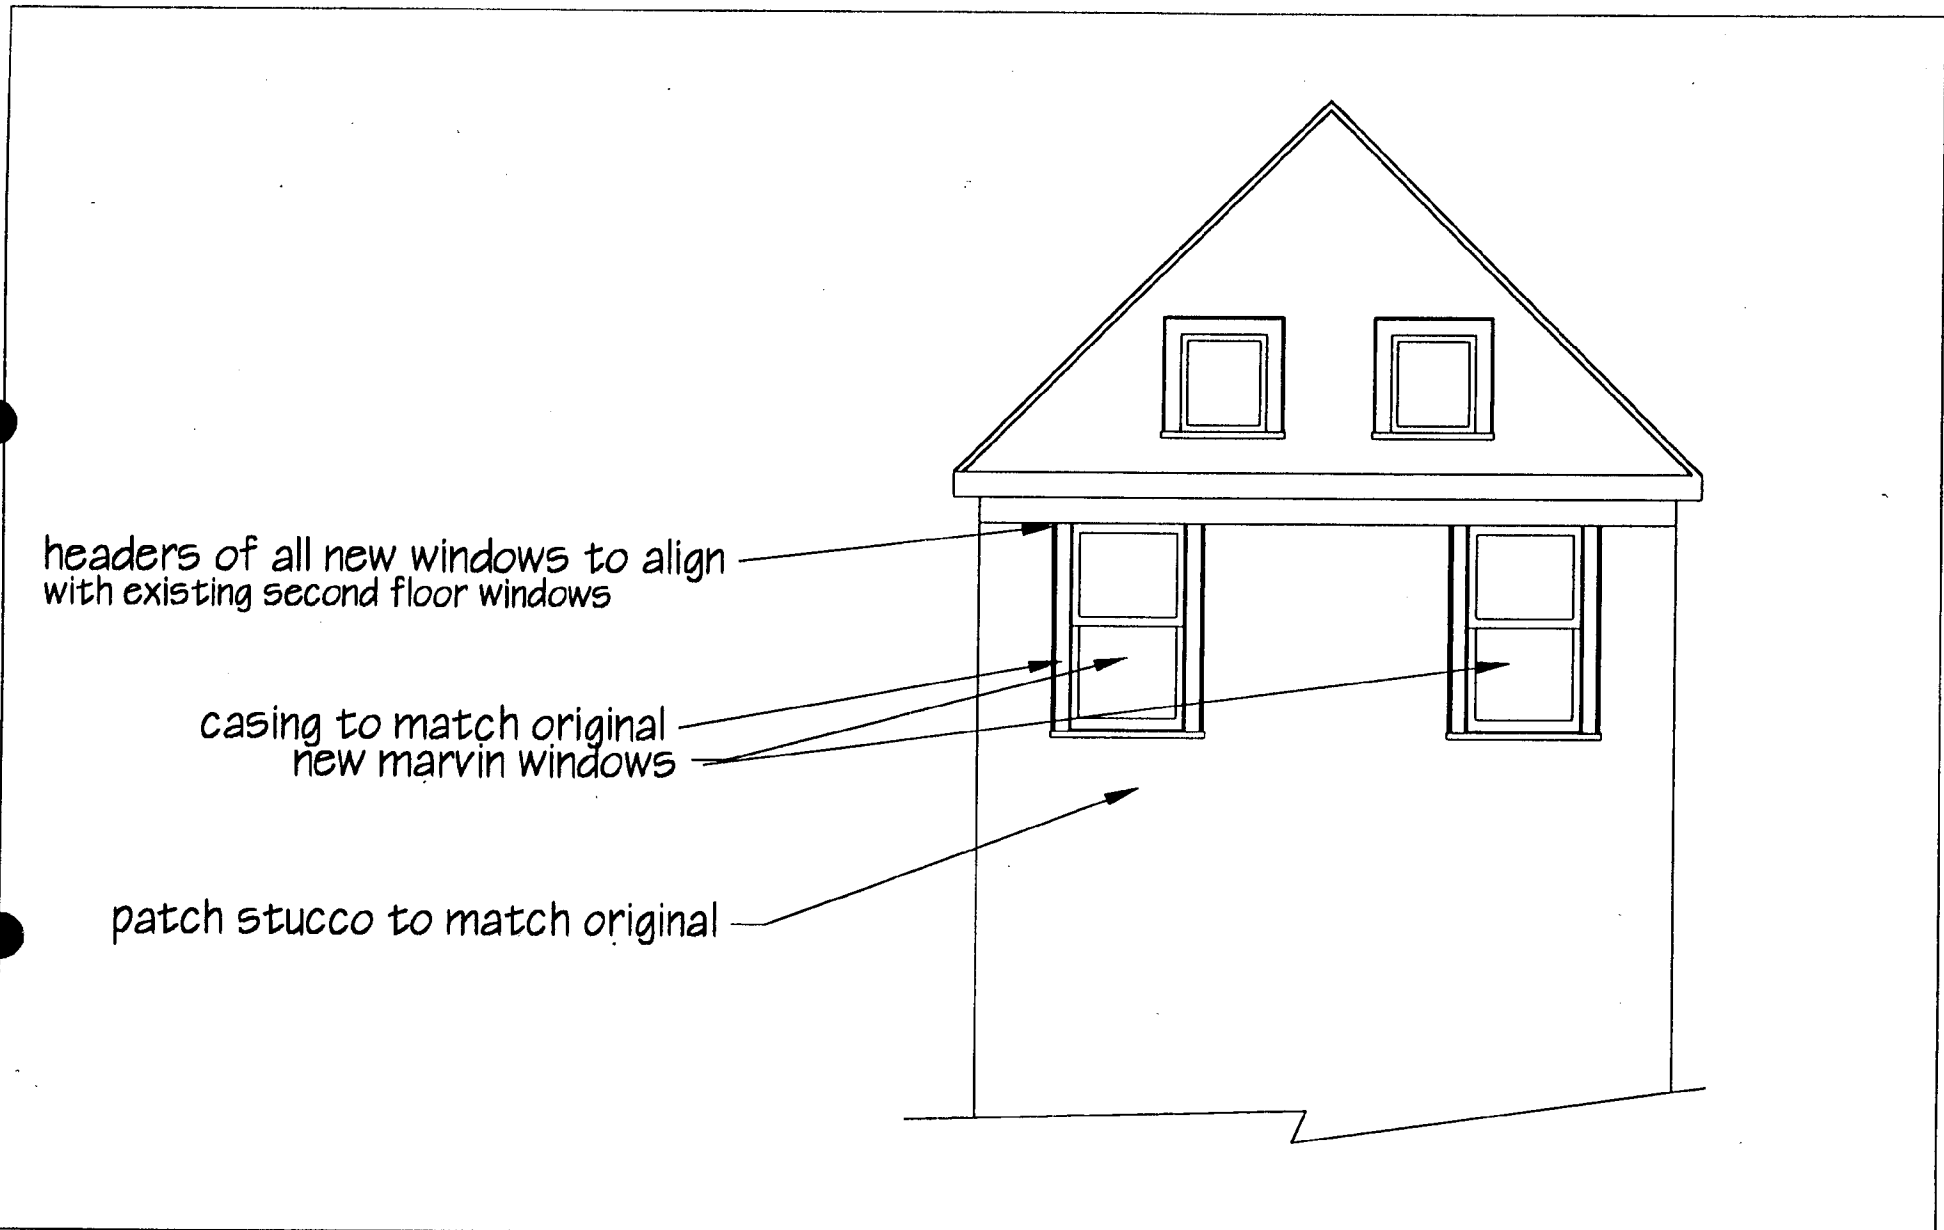 headers of all new windows to align
with existing second floor windows
casing to match original
new marvin windows
patch stucco to match original